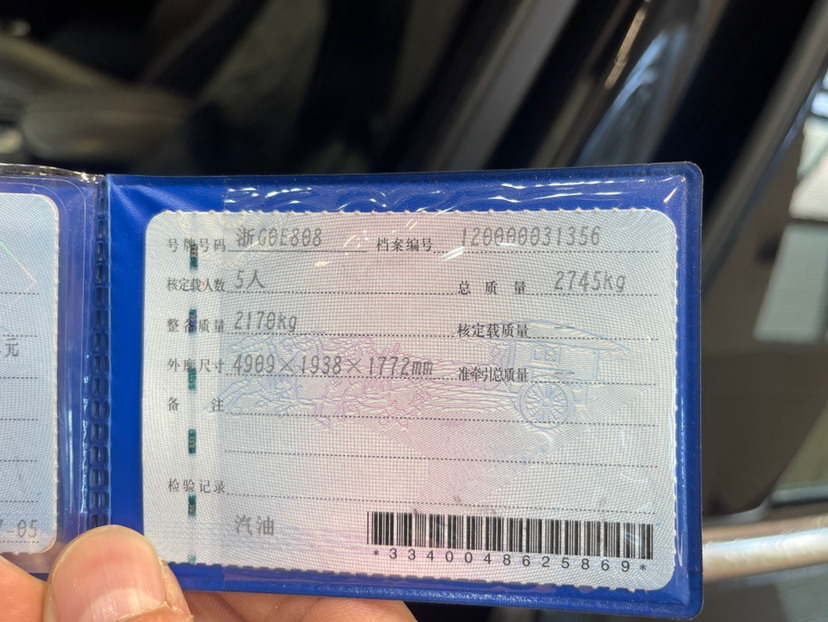 号牌号码 浙G0E808 档案编号 120000031356
核定载人数 5人 总质量 2745kg
整备质量 2170kg 核定载质量
外廓尺寸 4909×1938×1772mm 准牵引总质量
备注
检验记录
汽油
*3340048625869*
元
-05